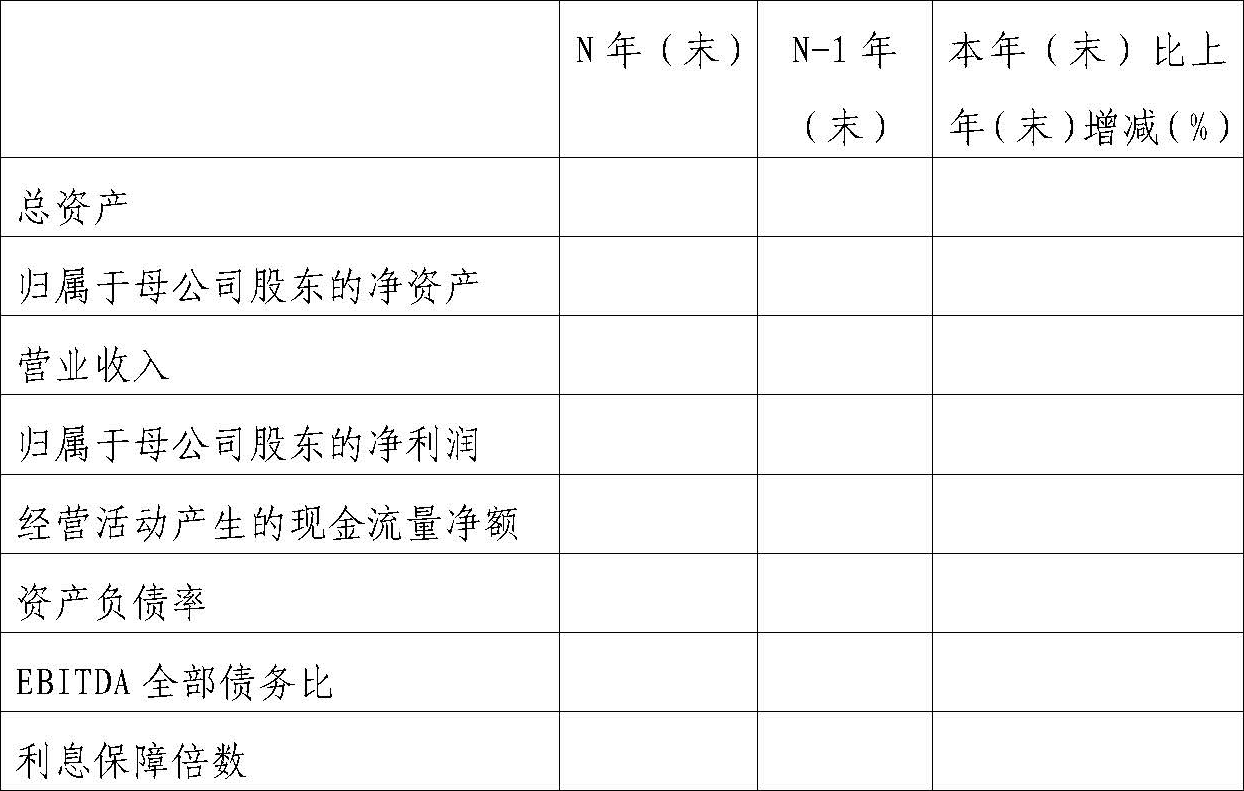 N 年（末） N-1 年 本年（末）比上
（末） 年（末）增减（%）
总资产
归属于母公司股东的净资产
营业收入
归属于母公司股东的净利润
经营活动产生的现金流量净额
资产负债率
EBITDA 全部债务比
利息保障倍数